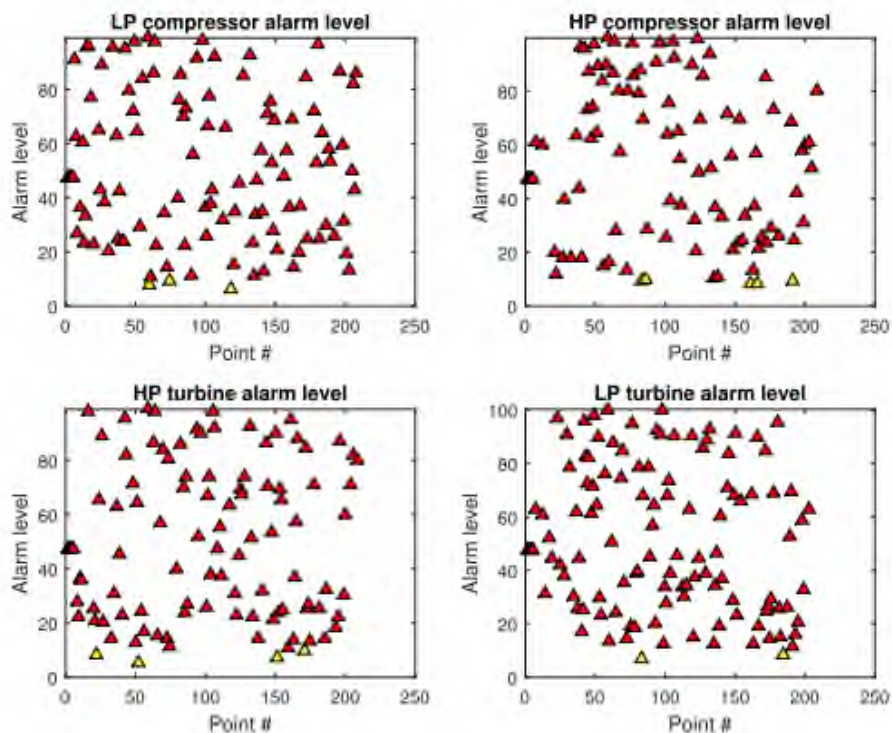 LP compressor alarm level
HP compressor alarm level
Alarm level
80
60
40
20
0
0 50 100 150 200 250
Point #
Alarm level
80
60
40
20
0
0 50 100 150 200 250
Point #
HP turbine alarm level
LP turbine alarm level
Alarm level
80
60
40
20
0
0 50 100 150 200 250
Point #
Alarm level
100
80
60
40
20
0
0 50 100 150 200 250
Point #